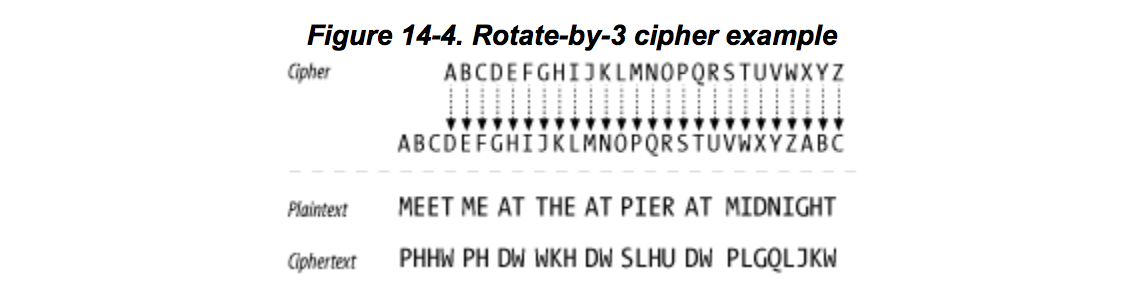 Figure 14-4. Rotate-by-3 cipher example
Cipher ABCDEFGHIJKLMNOPQRSTUVWXYZ
ABCDEFGHIJKLMNOPQRSTUVWXYZABC
Plaintext MEET ME AT THE AT PIER AT MIDNIGHT
Ciphertext PHHW PH DW WKH DW SLHU DW PLGQLJKW